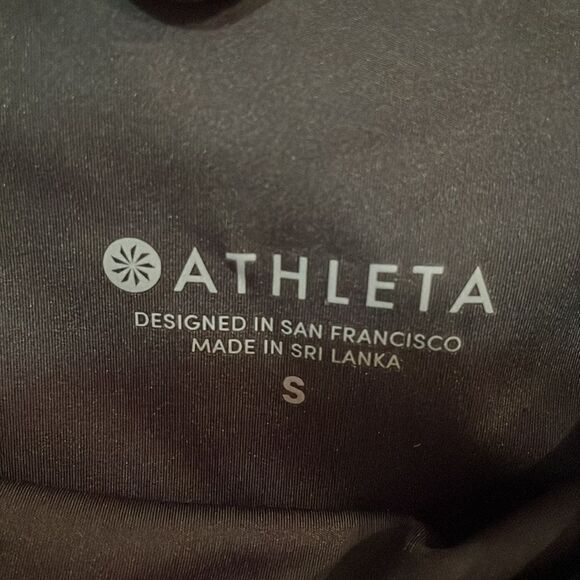 ATHLETA
DESIGNED IN SAN FRANCISCO
MADE IN SRI LANKA
S